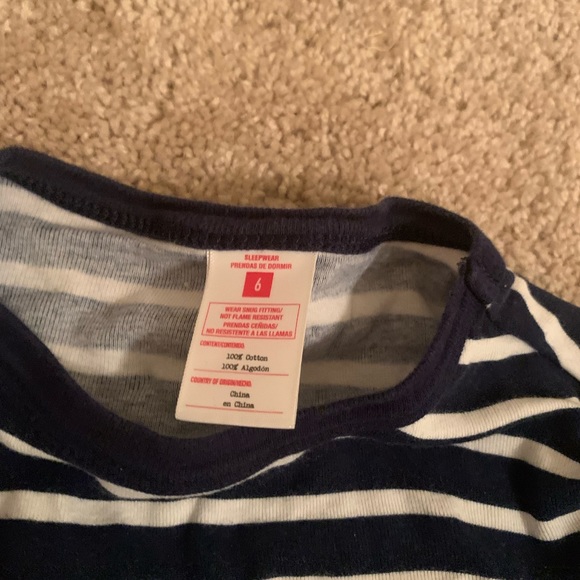 SLEEPWEAR
PRENDAS DE DORMIR
6
WEAR SNUG FITTING/
NOT FLAME RESISTANT
PRENDAS CEÑIDAS/
NO RESISTENTE A LAS LLAMAS
CONTENT/CONTENIDO:
100% Cotton
100% Algodón
COUNTRY OF ORIGIN/HECHO:
China
en China